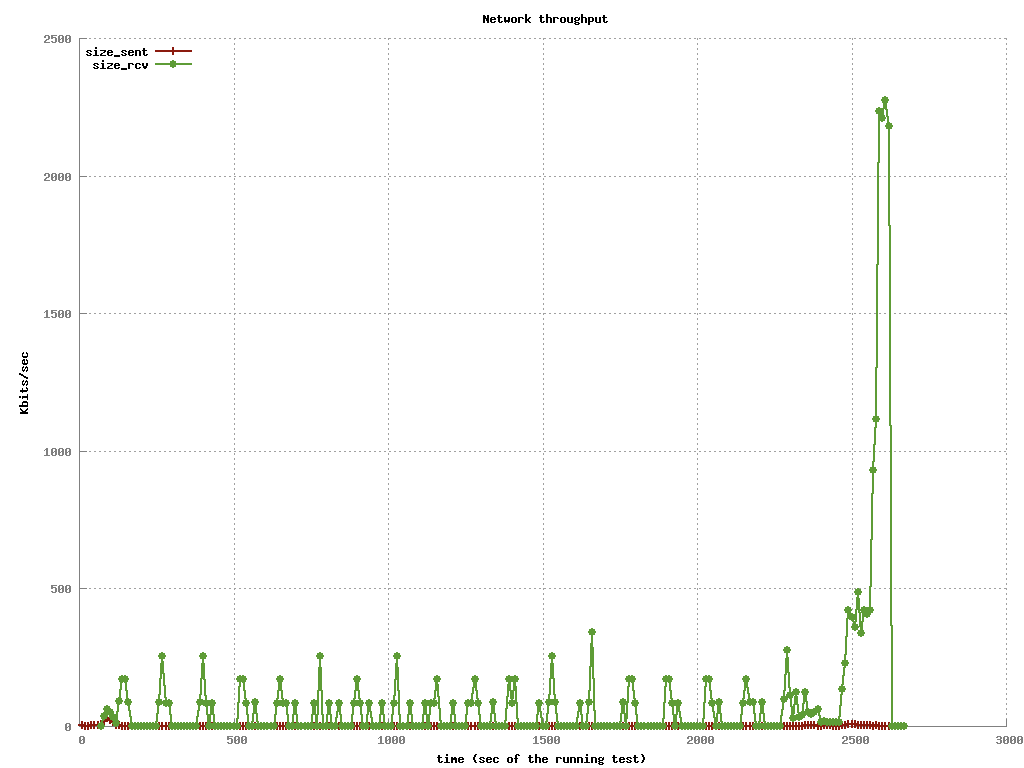 Network throughput
2500
size_sent
size_rcv
2000
1500
Kbits/sec
1000
500
0
0 500 1000 1500 2000 2500 3000
time (sec of the running test)